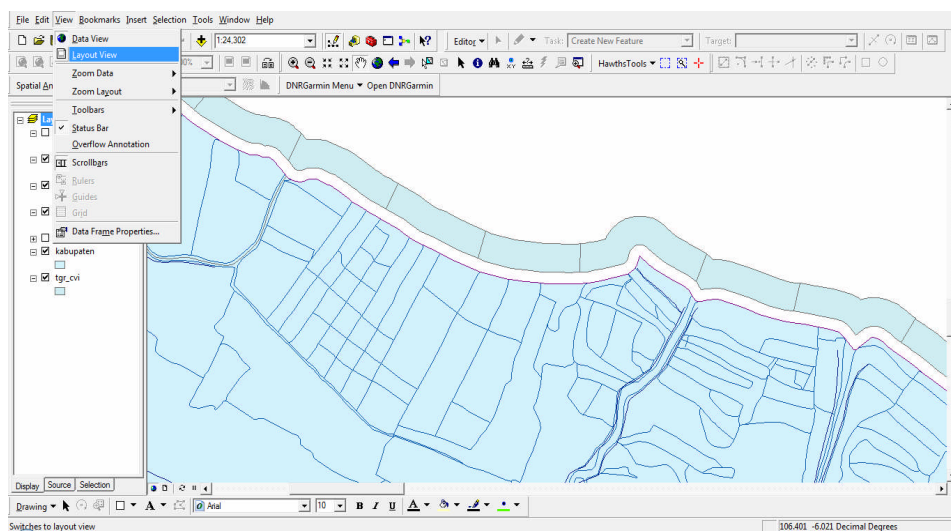 File Edit View Bookmarks Insert Selection Tools Window Help
Data View
Layout View
Zoom Data
Zoom Layout
Toolbars
Status Bar
Overflow Annotation
Scrollbars
Rulers
Guides
Grid
Data Frame Properties...
1:24,302
Editor Task: Create New Feature Target:
HawthsTools
Spatial An
DNRGarmin Menu Open DNRGarmin
kabupaten
tgr_cvi
Display Source Selection
Drawing A Arial 10 B I U A
Switches to layout view
106.401 -6.021 Decimal Degrees